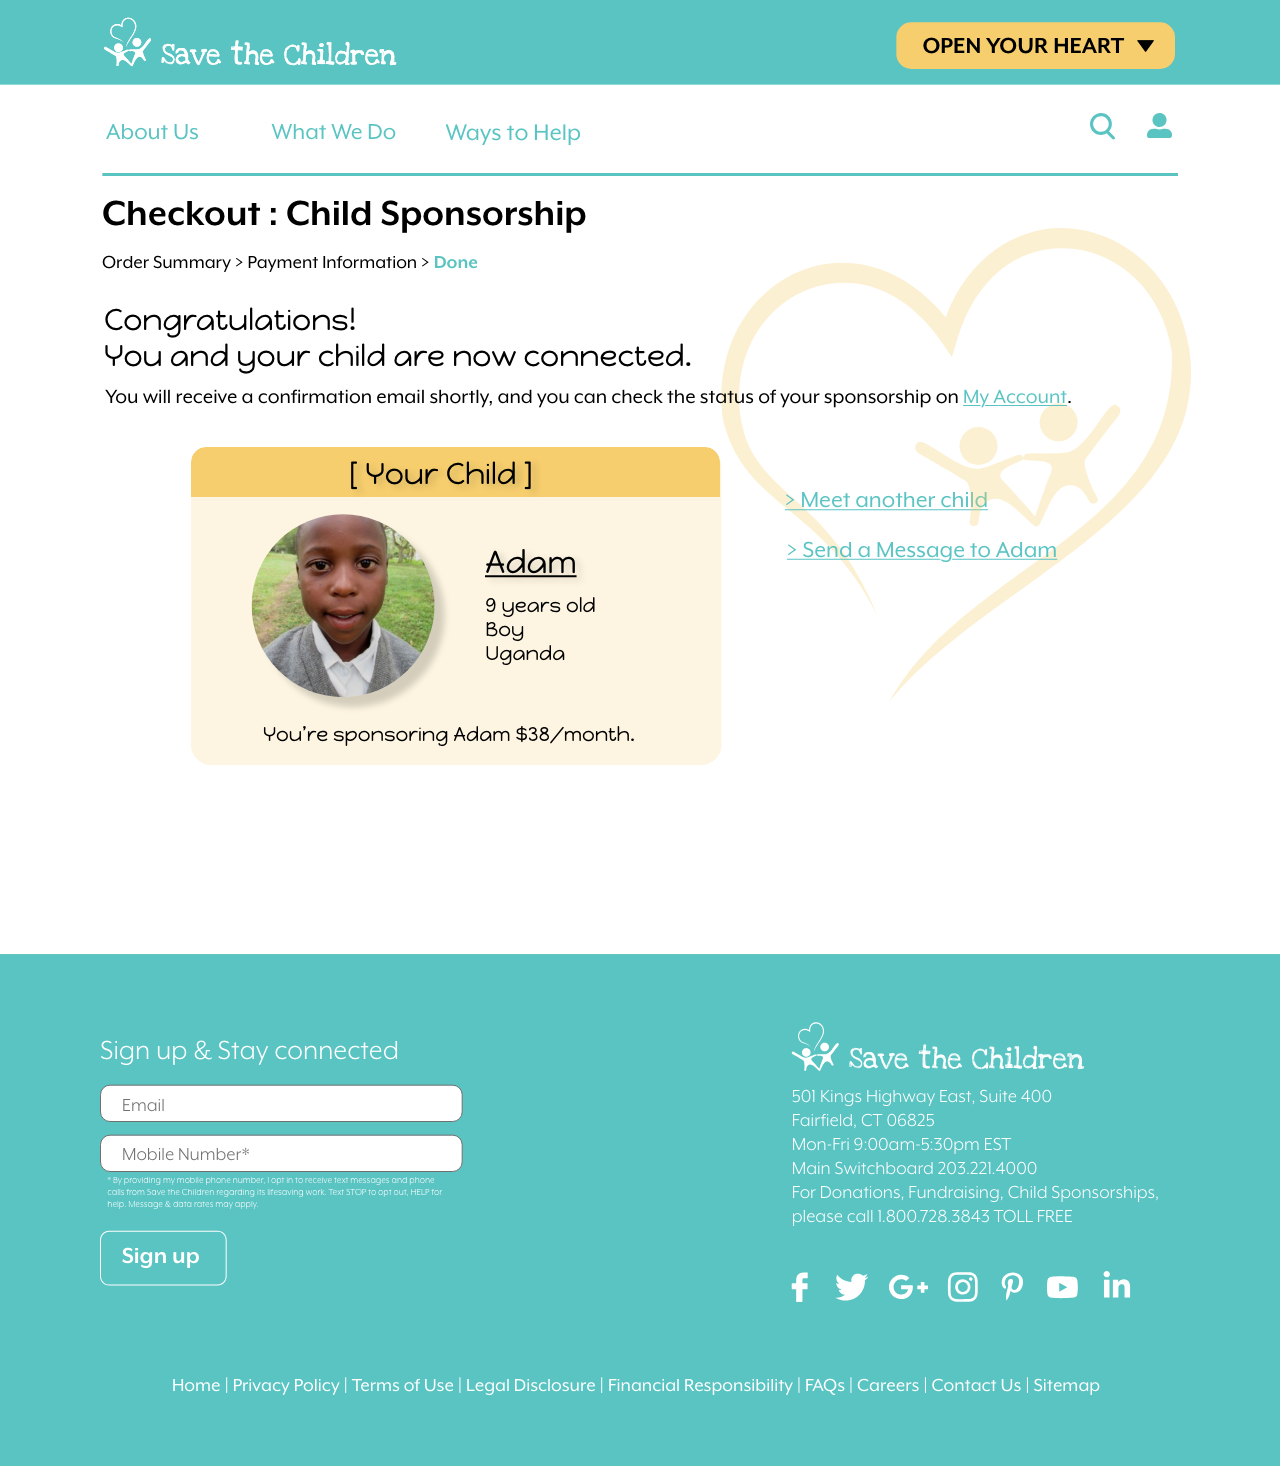 Save the Children
OPEN YOUR HEART
About Us
What We Do
Ways to Help
Checkout : Child Sponsorship
Order Summary > Payment Information > Done
Congratulations!
You and your child are now connected.
You will receive a confirmation email shortly, and you can check the status of your sponsorship on My Account.
[ Your Child ]
Adam
9 years old
Boy
Uganda
You're sponsoring Adam $38/month.
> Meet another child
> Send a Message to Adam
Sign up & Stay connected
Email
Mobile Number*
* By providing my mobile phone number, I opt in to receive text messages and phone
calls from Save the Children regarding its lifesaving work. Text STOP to opt out, HELP for
help. Message & data rates may apply.
Sign up
Save the Children
501 Kings Highway East, Suite 400
Fairfield, CT 06825
Mon-Fri 9:00am-5:30pm EST
Main Switchboard 203.221.4000
For Donations, Fundraising, Child Sponsorships,
please call 1.800.728.3843 TOLL FREE
Home | Privacy Policy | Terms of Use | Legal Disclosure | Financial Responsibility | FAQs | Careers | Contact Us | Sitemap